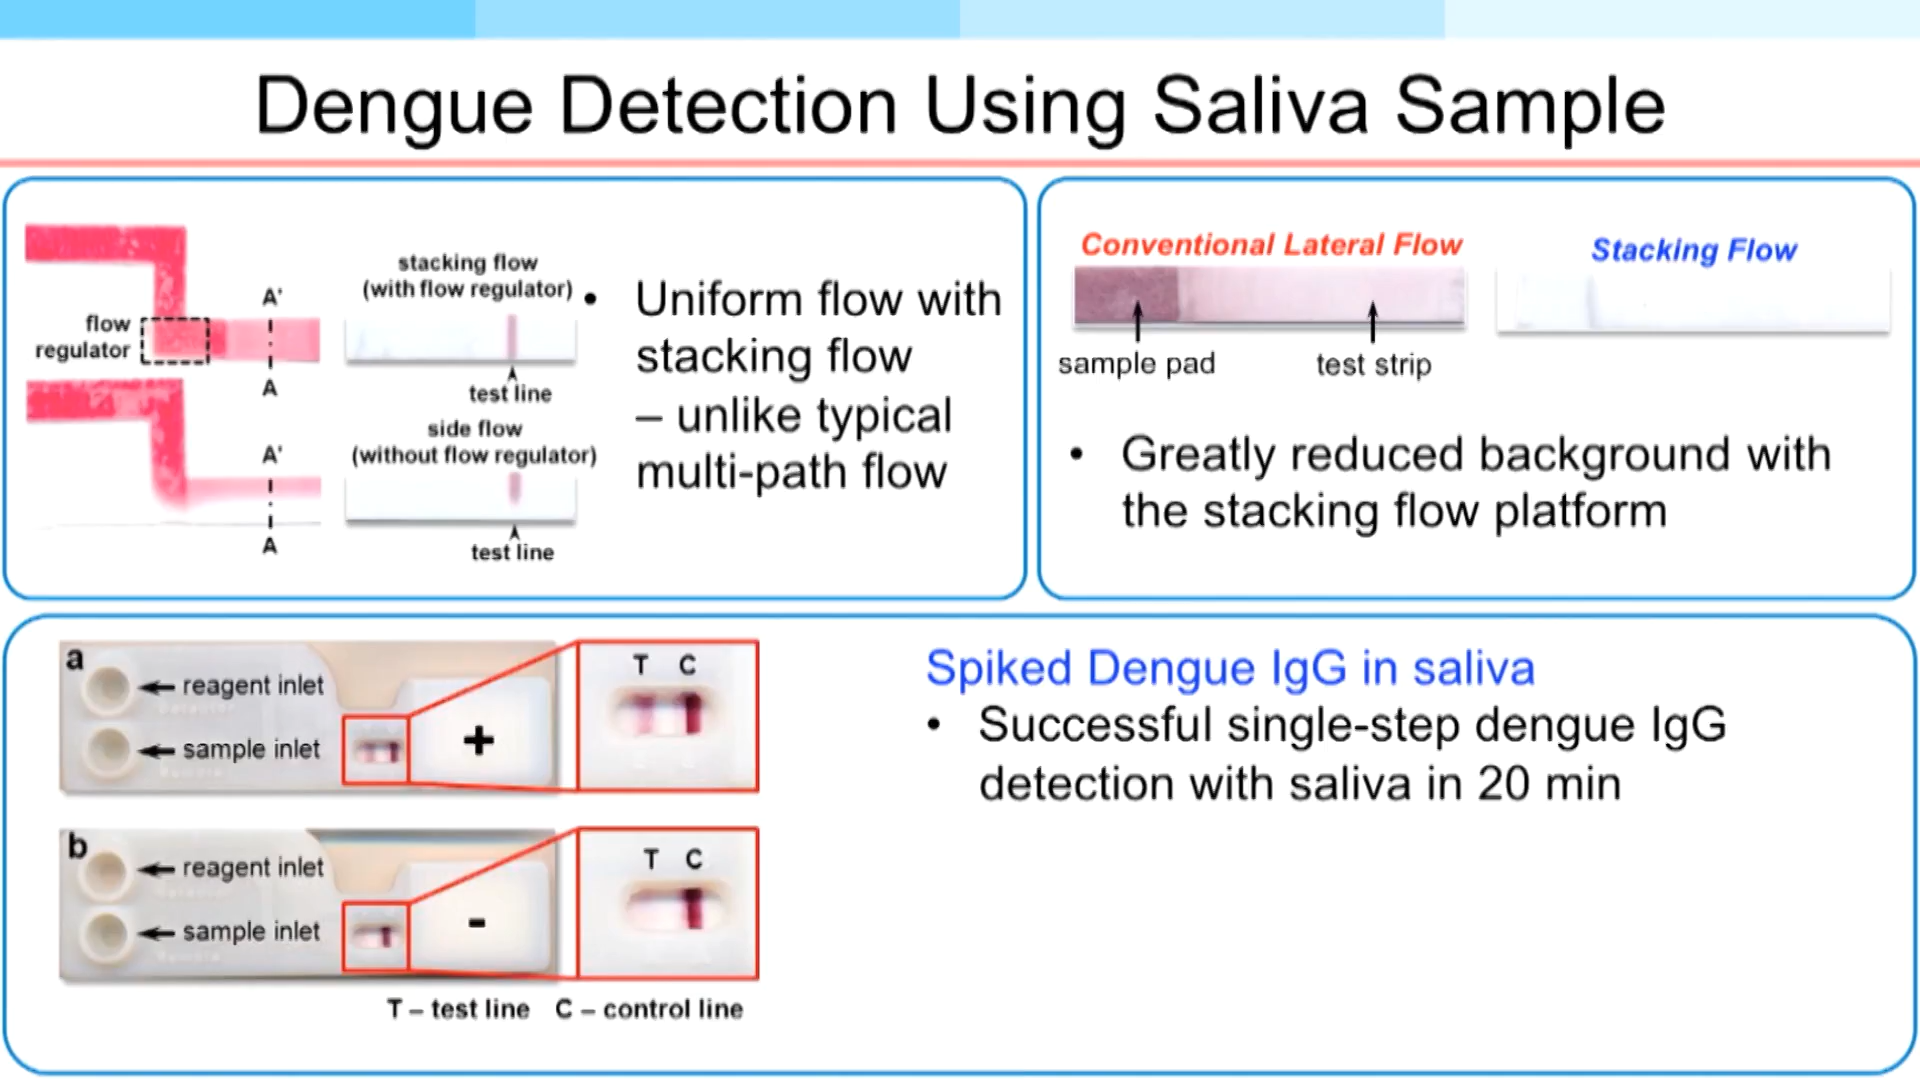 Dengue Detection Using Saliva Sample
stacking flow
(with flow regulator)
A'
flow
regulator
A
test line
side flow
(without flow regulator)
A'
A
test line
• Uniform flow with
stacking flow
– unlike typical
multi-path flow
Conventional Lateral Flow
Stacking Flow
sample pad
test strip
• Greatly reduced background with
the stacking flow platform
a
reagent inlet
sample inlet
+
T C
b
reagent inlet
sample inlet
-
T C
T – test line C – control line
Spiked Dengue IgG in saliva
• Successful single-step dengue IgG
detection with saliva in 20 min